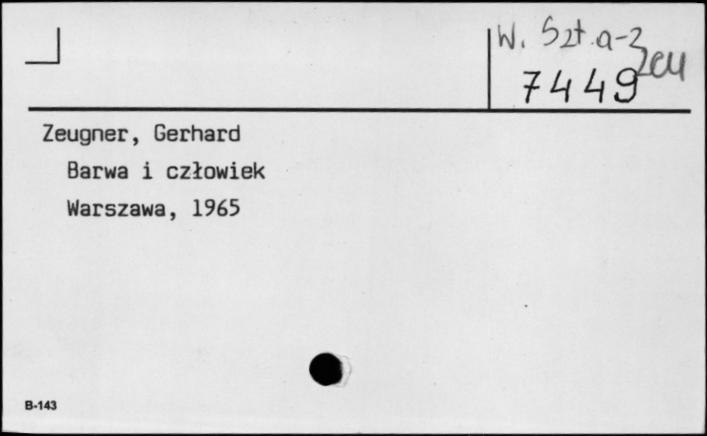 W. Szt. a-2
Zeu
7449
Zeugner, Gerhard
Barwa i człowiek
Warszawa, 1965
B-143